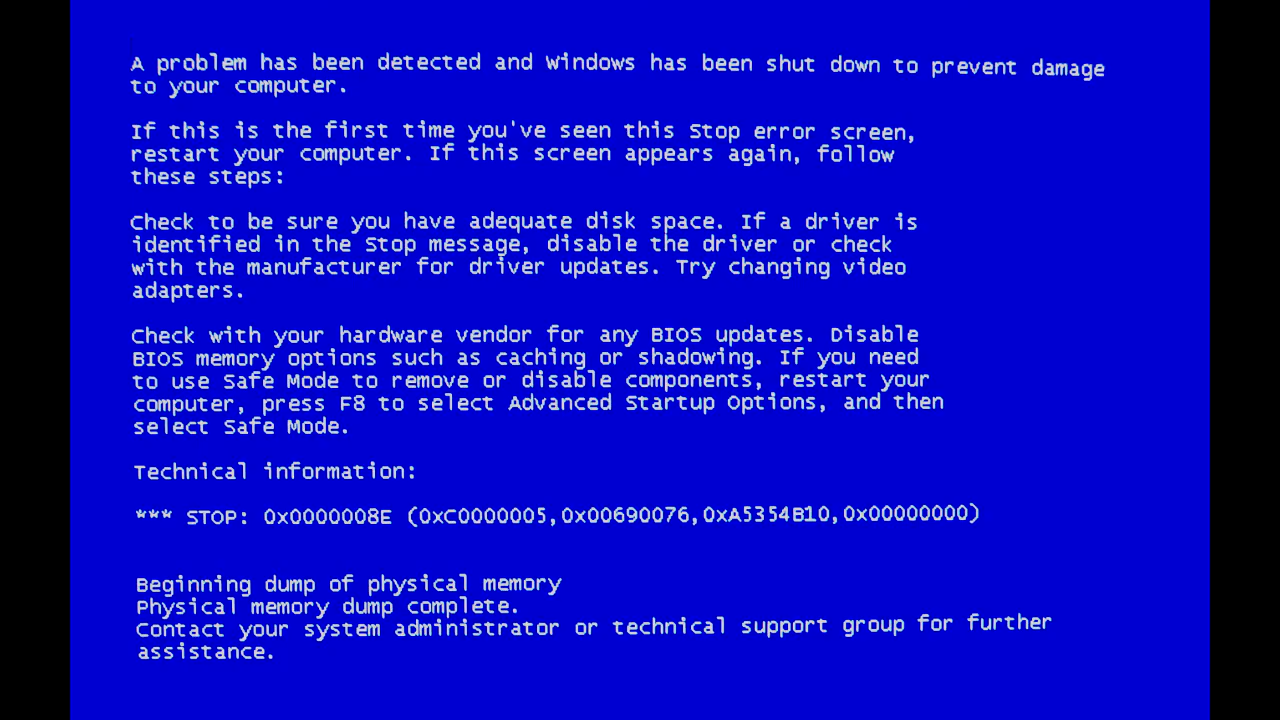 A problem has been detected and Windows has been shut down to prevent damage
to your computer.
If this is the first time you've seen this Stop error screen,
restart your computer. If this screen appears again, follow
these steps:
Check to be sure you have adequate disk space. If a driver is
identified in the Stop message, disable the driver or check
with the manufacturer for driver updates. Try changing video
adapters.
Check with your hardware vendor for any BIOS updates. Disable
BIOS memory options such as caching or shadowing. If you need
to use Safe Mode to remove or disable components, restart your
computer, press F8 to select Advanced Startup Options, and then
select Safe Mode.
Technical information:
*** STOP: 0x0000008E (0xC0000005,0x00690076,0xA5354B10,0x00000000)
Beginning dump of physical memory
Physical memory dump complete.
Contact your system administrator or technical support group for further
assistance.